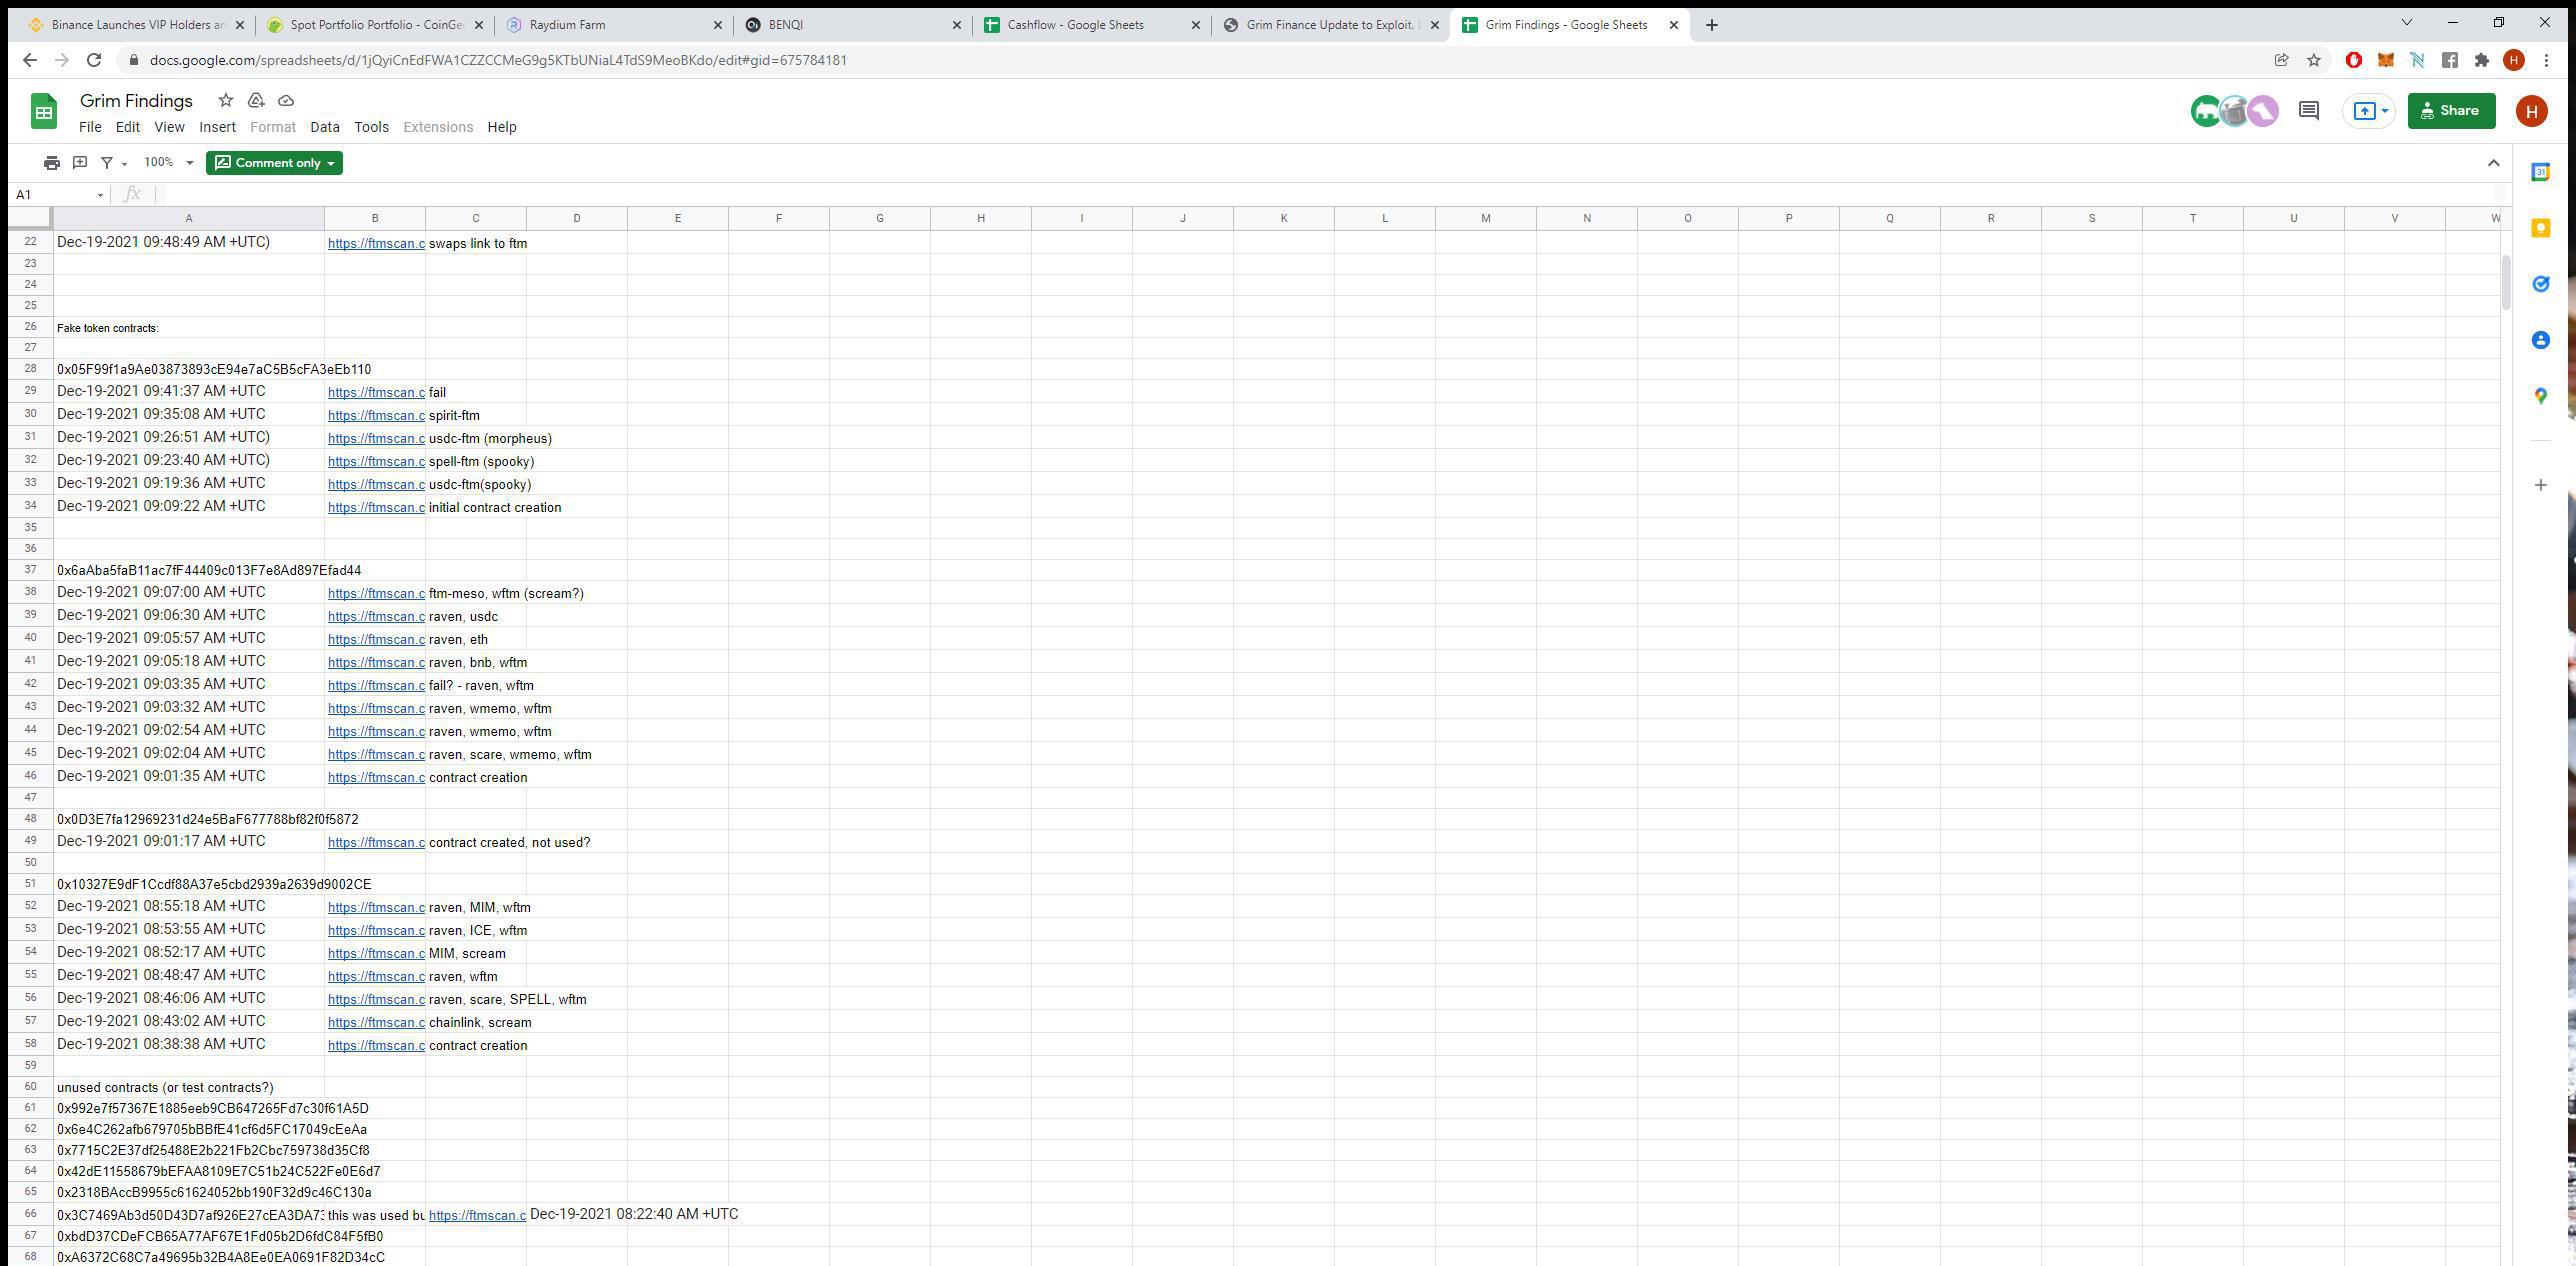 Binance Launches VIP Holders an
Spot Portfolio Portfolio - CoinGe
Raydium Farm
BENQI
Cashflow - Google Sheets
Grim Finance Update to Exploit.
Grim Findings - Google Sheets
docs.google.com/spreadsheets/d/1jQyiCnEdFWA1CZZCCMeG9g5KTbUNiaL4TdS9MeoBKdo/edit#gid=675784181
H
Grim Findings
File Edit View Insert Format Data Tools Extensions Help
Share
H
100%
Comment only
31
A1
fx
A B C D E F G H I J K L M N O P Q R S T U V W
22 Dec-19-2021 09:48:49 AM +UTC) https://ftmscan.c swaps link to ftm
23
24
25
26 Fake token contracts:
27
28 0x05F99f1a9Ae03873893cE94e7aC5B5cFA3eEb110
29 Dec-19-2021 09:41:37 AM +UTC https://ftmscan.c fail
30 Dec-19-2021 09:35:08 AM +UTC https://ftmscan.c spirit-ftm
31 Dec-19-2021 09:26:51 AM +UTC) https://ftmscan.c usdc-ftm (morpheus)
32 Dec-19-2021 09:23:40 AM +UTC) https://ftmscan.c spell-ftm (spooky)
33 Dec-19-2021 09:19:36 AM +UTC https://ftmscan.c usdc-ftm(spooky)
34 Dec-19-2021 09:09:22 AM +UTC https://ftmscan.c initial contract creation
35
36
37 0x6aAba5faB11ac7fF44409c013F7e8Ad897Efad44
38 Dec-19-2021 09:07:00 AM +UTC https://ftmscan.c ftm-meso, wftm (scream?)
39 Dec-19-2021 09:06:30 AM +UTC https://ftmscan.c raven, usdc
40 Dec-19-2021 09:05:57 AM +UTC https://ftmscan.c raven, eth
41 Dec-19-2021 09:05:18 AM +UTC https://ftmscan.c raven, bnb, wftm
42 Dec-19-2021 09:03:35 AM +UTC https://ftmscan.c fail? - raven, wftm
43 Dec-19-2021 09:03:32 AM +UTC https://ftmscan.c raven, wmemo, wftm
44 Dec-19-2021 09:02:54 AM +UTC https://ftmscan.c raven, wmemo, wftm
45 Dec-19-2021 09:02:04 AM +UTC https://ftmscan.c raven, scare, wmemo, wftm
46 Dec-19-2021 09:01:35 AM +UTC https://ftmscan.c contract creation
47
48 0x0D3E7fa12969231d24e5BaF677788bf82f0f5872
49 Dec-19-2021 09:01:17 AM +UTC https://ftmscan.c contract created, not used?
50
51 0x10327E9dF1Ccdf88A37e5cbd2939a2639d9002CE
52 Dec-19-2021 08:55:18 AM +UTC https://ftmscan.c raven, MIM, wftm
53 Dec-19-2021 08:53:55 AM +UTC https://ftmscan.c raven, ICE, wftm
54 Dec-19-2021 08:52:17 AM +UTC https://ftmscan.c MIM, scream
55 Dec-19-2021 08:48:47 AM +UTC https://ftmscan.c raven, wftm
56 Dec-19-2021 08:46:06 AM +UTC https://ftmscan.c raven, scare, SPELL, wftm
57 Dec-19-2021 08:43:02 AM +UTC https://ftmscan.c chainlink, scream
58 Dec-19-2021 08:38:38 AM +UTC https://ftmscan.c contract creation
59
60 unused contracts (or test contracts?)
61 0x992e7f57367E1885eeb9CB647265Fd7c30f61A5D
62 0x6e4C262afb679705bBBfE41cf6d5FC17049cEeAa
63 0x7715C2E37df25488E2b221Fb2Cbc759738d35Cf8
64 0x42dE11558679bEFAA8109E7C51b24C522Fe0E6d7
65 0x2318BAccB9955c61624052bb190F32d9c46C130a
66 0x3C7469Ab3d50D43D7af926E27cEA3DA73 this was used bu https://ftmscan.c Dec-19-2021 08:22:40 AM +UTC
67 0xbdD37CDeFCB65A77AF67E1Fd05b2D6fdC84F5fB0
68 0xA6372C68C7a49695b32B4A8Ee0EA0691F82D34cC